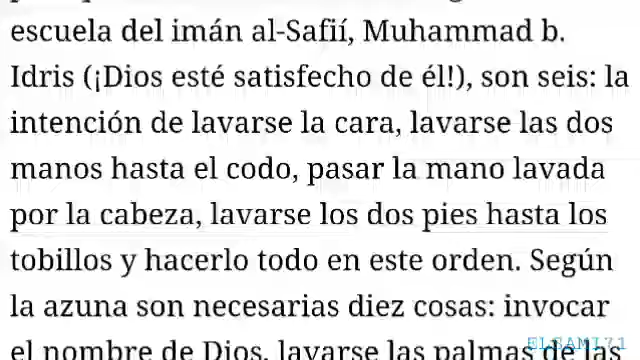 escuela del imán al-Safií, Muhammad b.
Idris (¡Dios esté satisfecho de él!), son seis: la
intención de lavarse la cara, lavarse las dos
manos hasta el codo, pasar la mano lavada
por la cabeza, lavarse los dos pies hasta los
tobillos y hacerlo todo en este orden. Según
la azuna son necesarias diez cosas: invocar
el nombre de Dios, lavarse las palmas de las